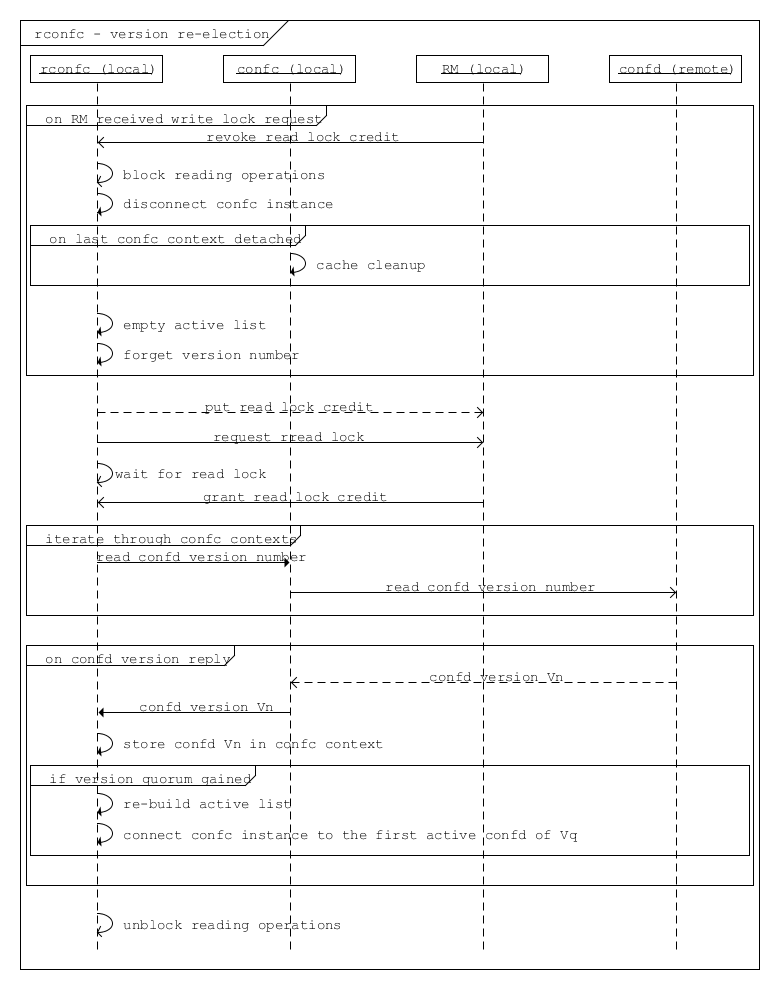 rconfc - version re-election
rconfc (local)
confc (local)
RM (local)
confd (remote)
on RM received write lock request
revoke read lock credit
block reading operations
disconnect confc instance
on last confc context detached
cache cleanup
empty active list
forget version number
put read lock credit
request rread lock
wait for read lock
grant read lock credit
iterate through confc contexts
read confd version number
read confd version number
on confd version reply
confd version Vn
confd version Vn
store confd Vn in confc context
if version quorum gained
re-build active list
connect confc instance to the first active confd of Vq
unblock reading operations